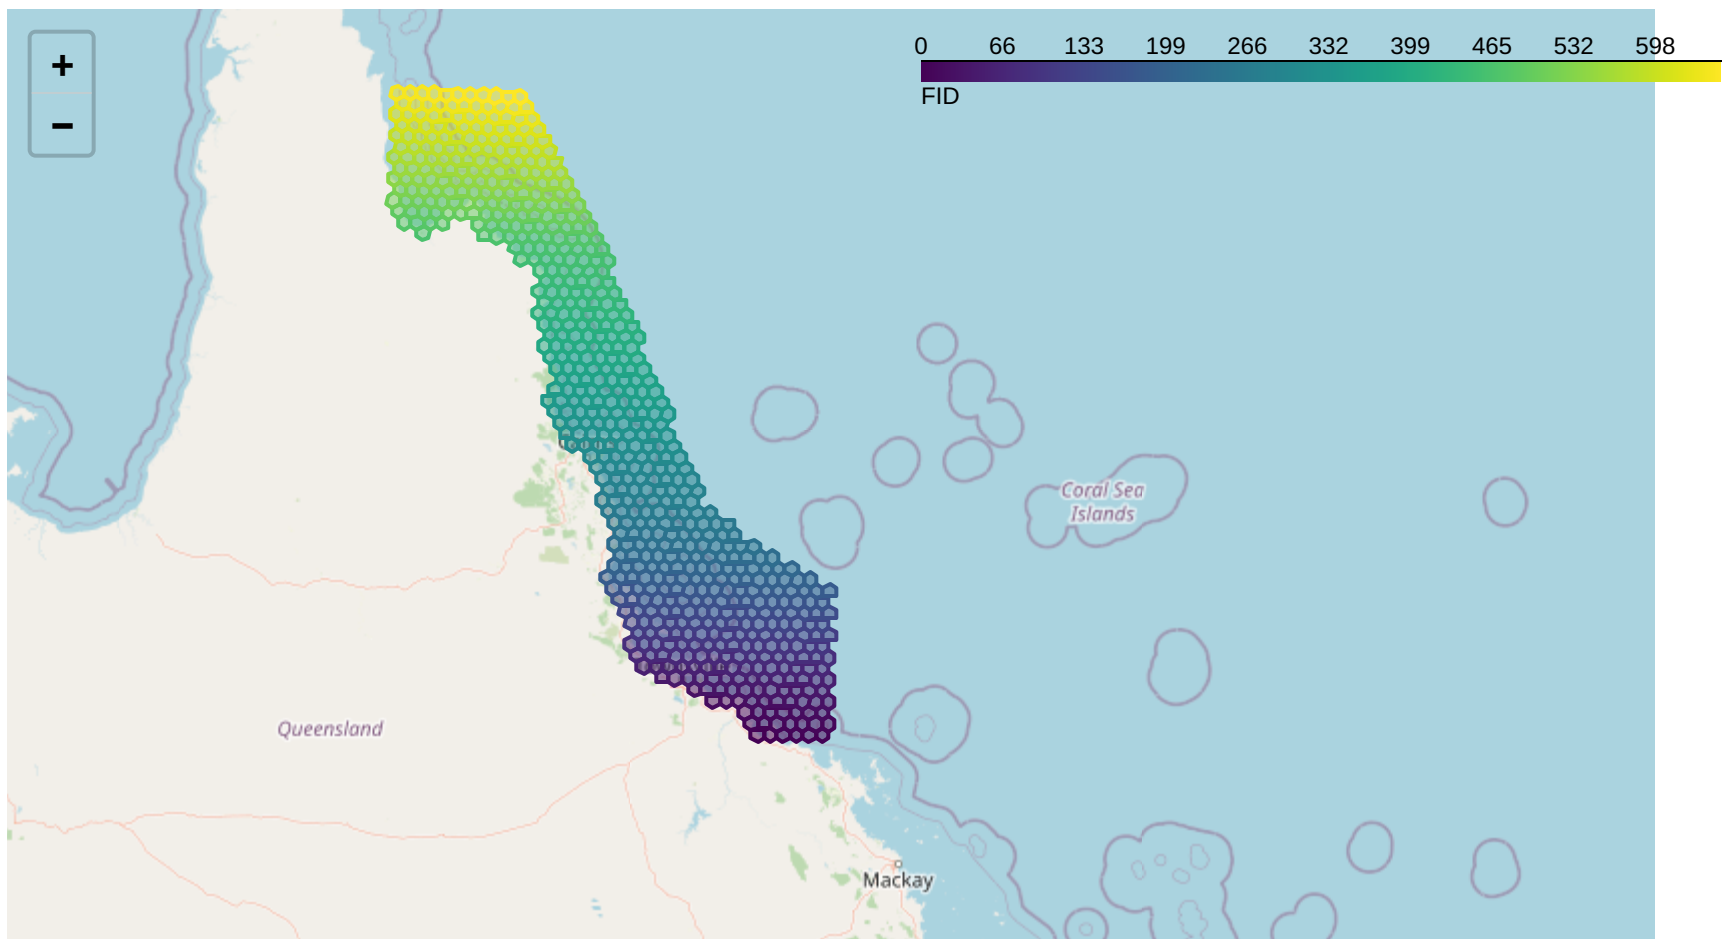 +
−
0 66 133 199 266 332 399 465 532 598
FID
Coral Sea
Islands
Queensland
Mackay